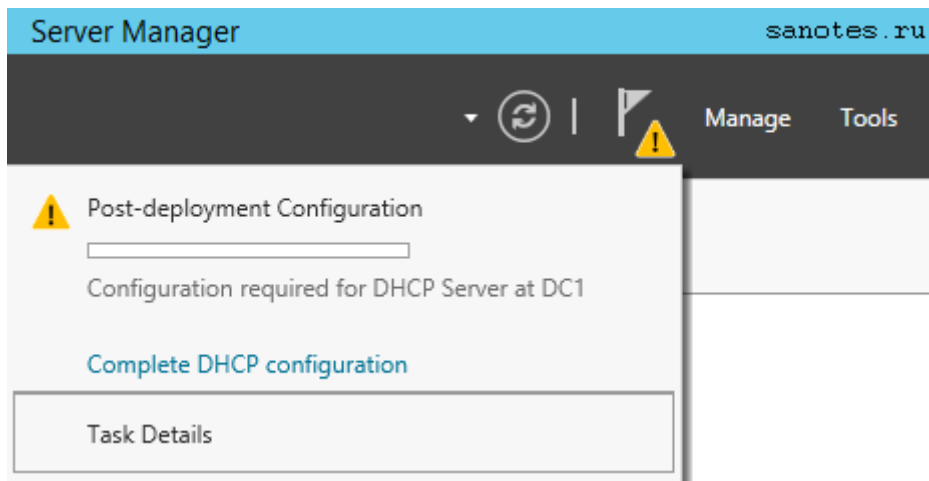 Server Manager
sanotes.ru
Manage Tools
Post-deployment Configuration
Configuration required for DHCP Server at DC1
Complete DHCP configuration
Task Details